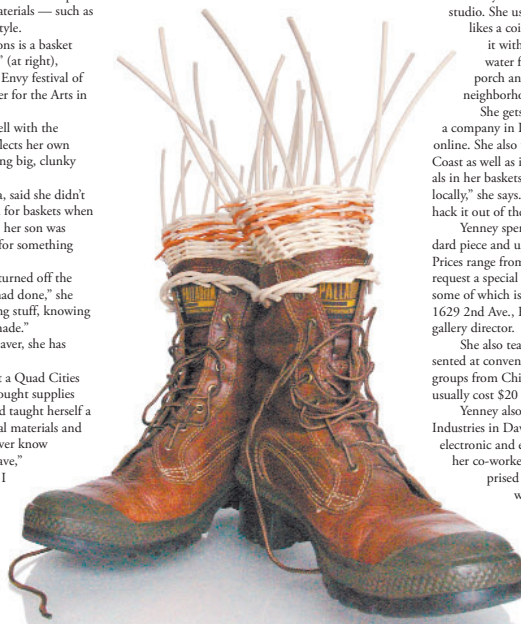 aterials — such as
tyle.
ons is a basket
” (at right),
Envy festival of
er for the Arts in
ell with the
flects her own
ng big, clunky
, said she didn’t
for baskets when
her son was
for something
turned off the
had done,” she
ng stuff, knowing
made.”
aver, she has
t a Quad Cities
ought supplies
d taught herself a
al materials and
ver know
ave,”
I
PALLADIUM
PALLAD
studio. She us
likes a coi
it with
water f
porch an
neighborho
She gets
a company in I
online. She also
Coast as well as i
als in her baskets
locally,” she says.
hack it out of the
Yenney spen
dard piece and u
Prices range from
request a special
some of which is
1629 2nd Ave., I
gallery director.
She also tea
sented at conven
groups from Chi
usually cost $20
Yenney also
Industries in Dav
electronic and e
her co-worke
prised
w